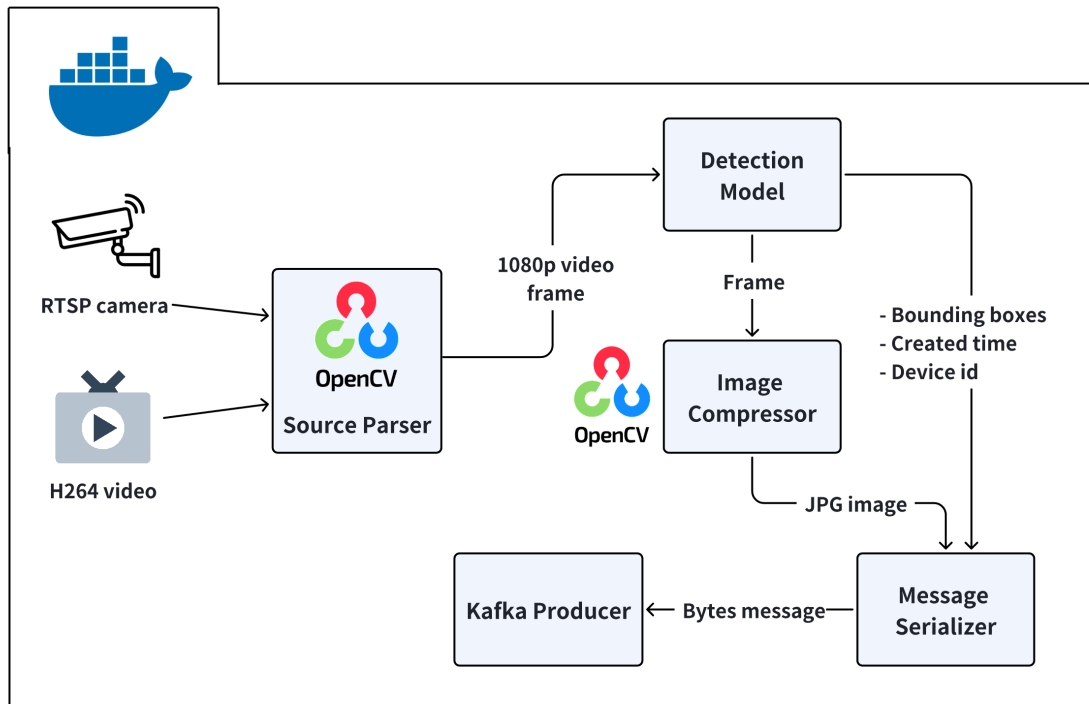 Detection
Model
1080p video
frame
RTSP camera
Frame
- Bounding boxes
- Created time
- Device id
OpenCV
Source Parser
Image
Compressor
OpenCV
H264 video
JPG image
Kafka Producer
Bytes message
Message
Serializer